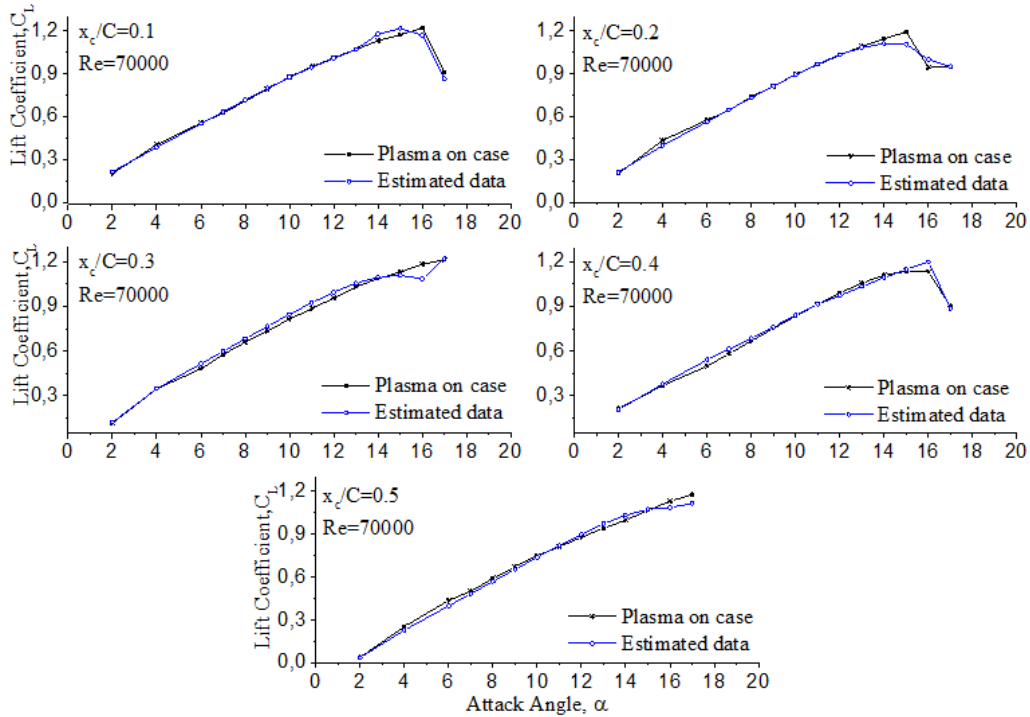 Lift Coefficient,C_L
1,2
0,9
0,6
0,3
0,0
x_c/C=0.1
Re=70000
Plasma on case
Estimated data
0 2 4 6 8 10 12 14 16 18 20
Lift Coefficient,C_L
1,2
0,9
0,6
0,3
0,0
x_c/C=0.2
Re=70000
Plasma on case
Estimated data
0 2 4 6 8 10 12 14 16 18 20
Lift Coefficient,C_L
1,2
0,9
0,6
0,3
x_c/C=0.3
Re=70000
Plasma on case
Estimated data
0 2 4 6 8 10 12 14 16 18 20
Lift Coefficient,C_L
1,2
0,9
0,6
0,3
x_c/C=0.4
Re=70000
Plasma on case
Estimated data
0 2 4 6 8 10 12 14 16 18 20
Lift Coefficient,C_L
1,2
0,9
0,6
0,3
0,0
x_c/C=0.5
Re=70000
Plasma on case
Estimated data
0 2 4 6 8 10 12 14 16 18 20
Attack Angle, α